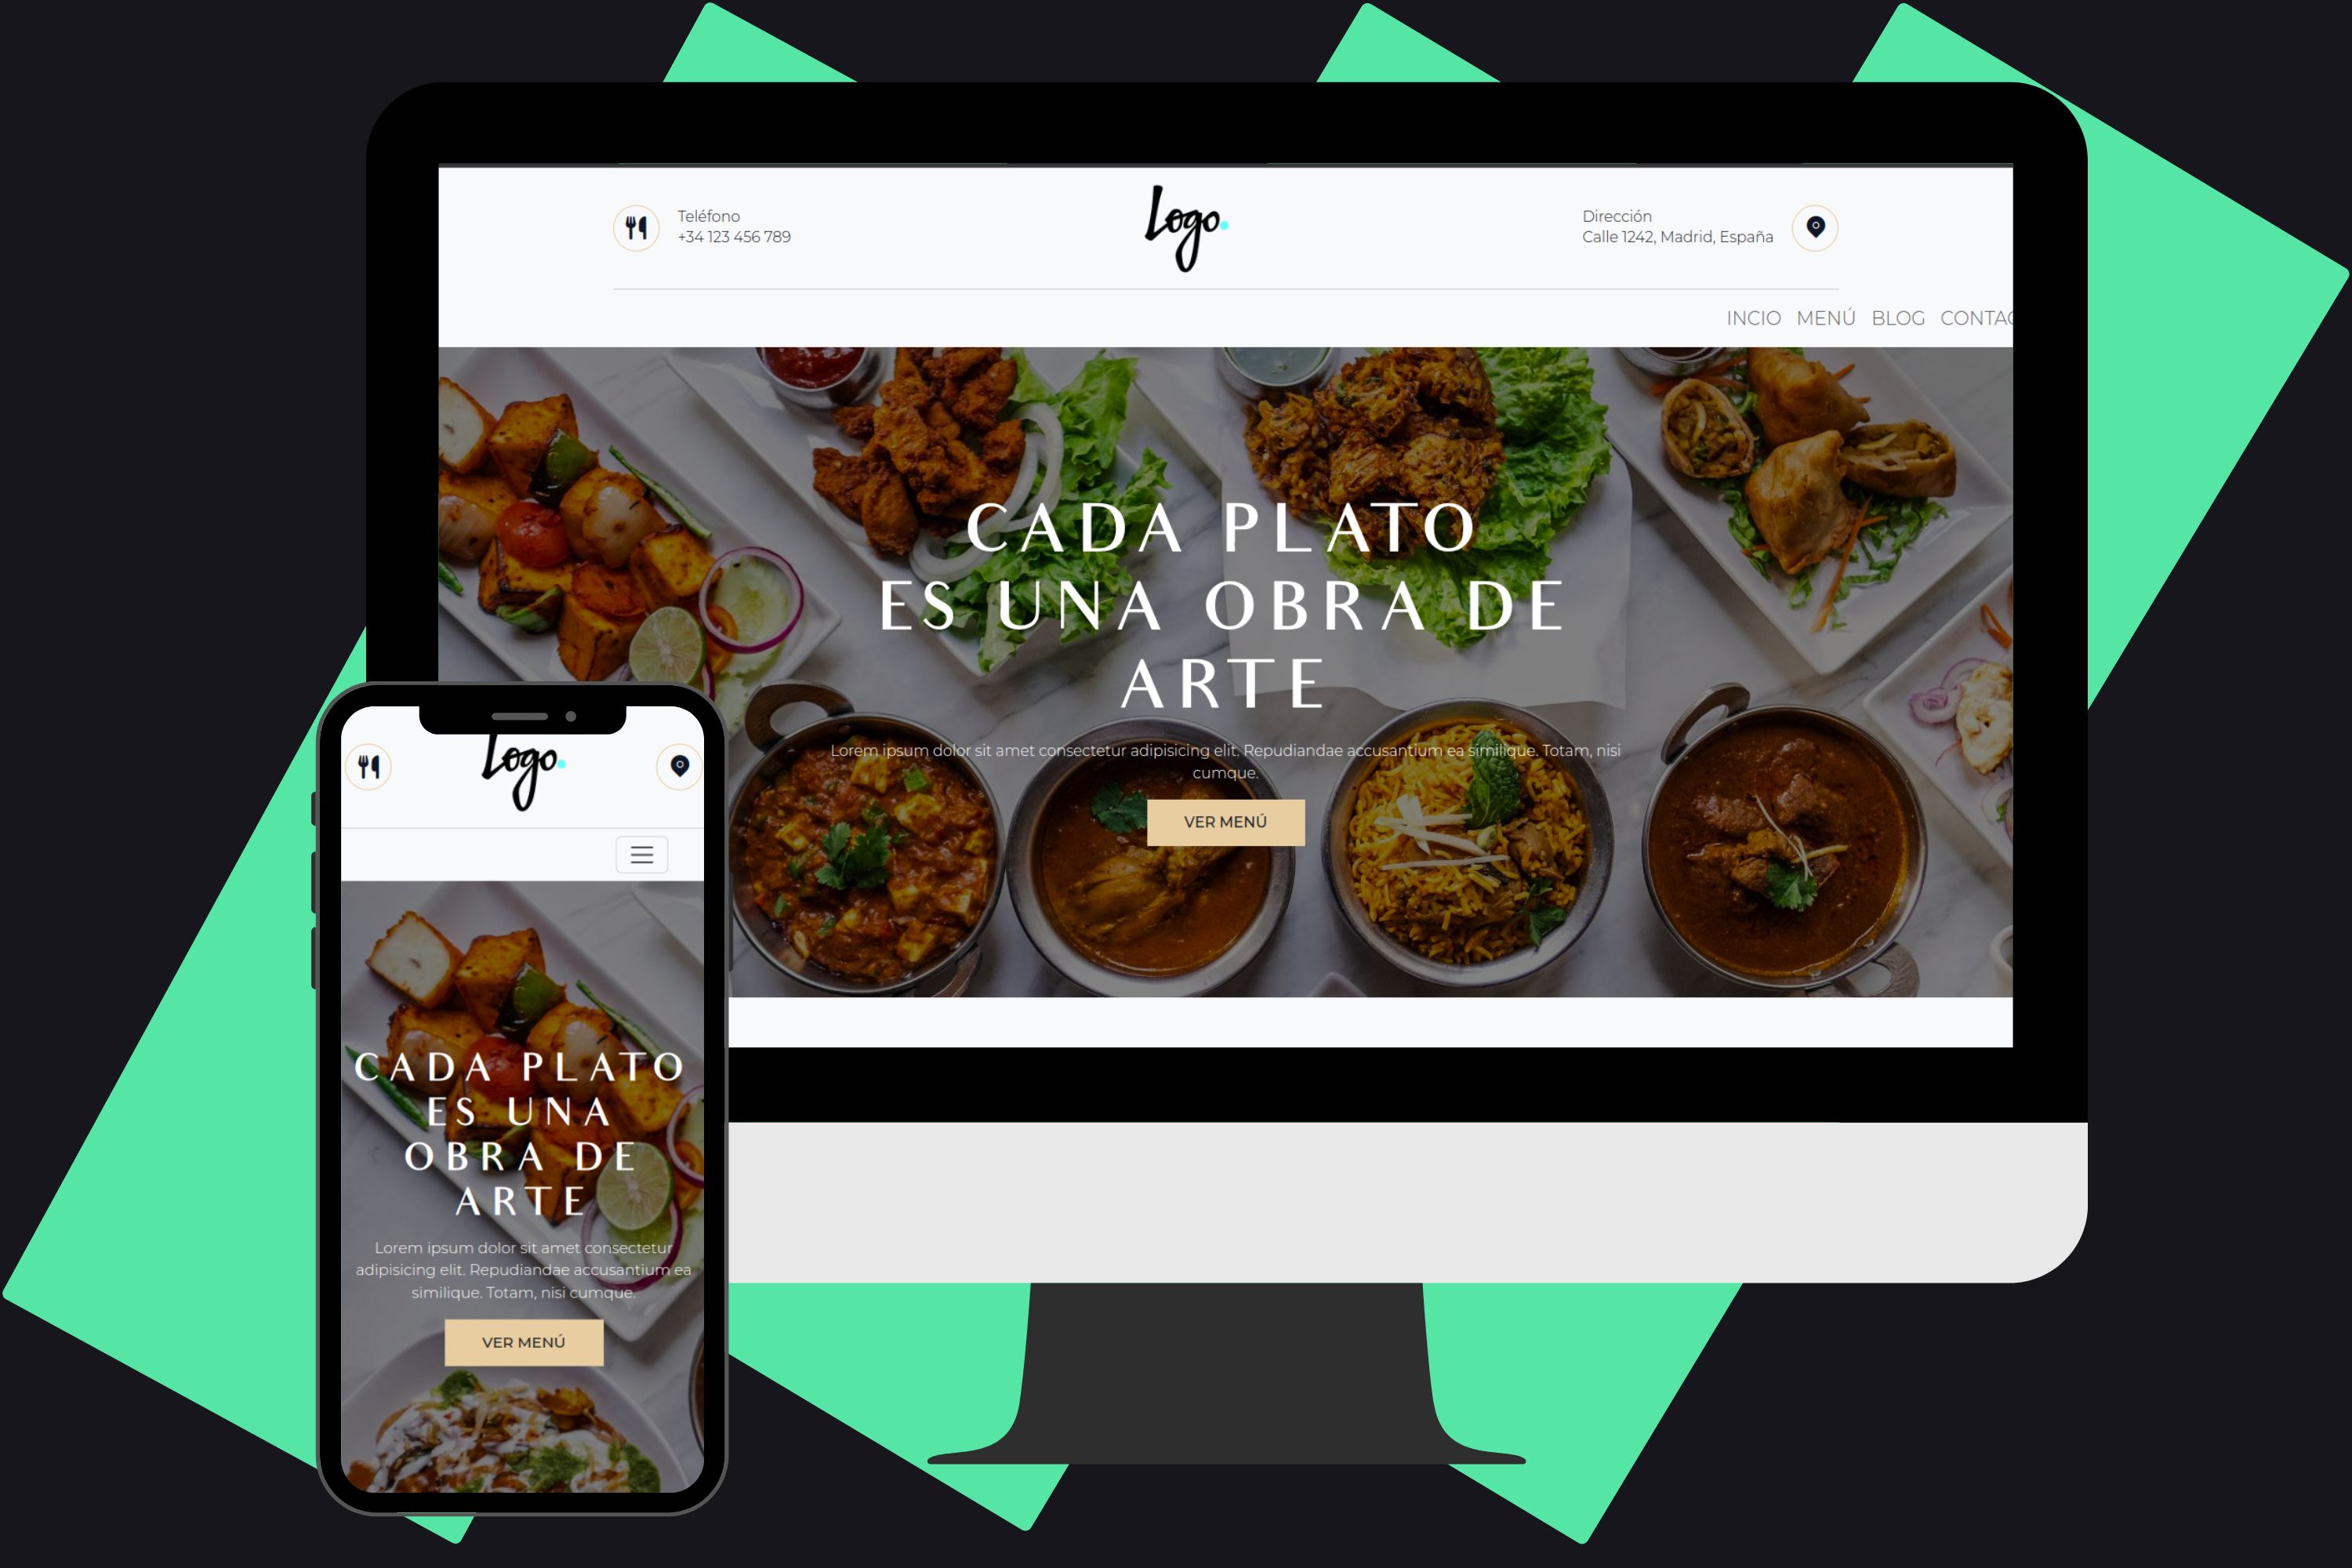 Teléfono
+34 123 456 789
Logo.
Dirección
Calle 1242, Madrid, España
INCIO MENÚ BLOG CONTAC
CADA PLATO
ES UNA OBRA DE
ARTE
Lorem ipsum dolor sit amet consectetur adipisicing elit. Repudiandae accusantium ea similique. Totam, nisi
cumque.
VER MENÚ
Logo.
CADA PLATO
ES UNA
OBRA DE
ARTE
Lorem ipsum dolor sit amet consectetur
adipisicing elit. Repudiandae accusantium ea
similique. Totam, nisi cumque.
VER MENÚ